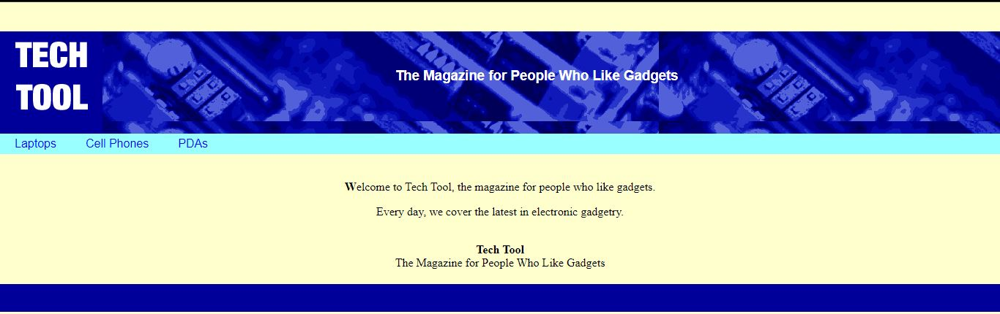 TECH
TOOL
The Magazine for People Who Like Gadgets
Laptops Cell Phones PDAs
Welcome to Tech Tool, the magazine for people who like gadgets.
Every day, we cover the latest in electronic gadgetry.
Tech Tool
The Magazine for People Who Like Gadgets